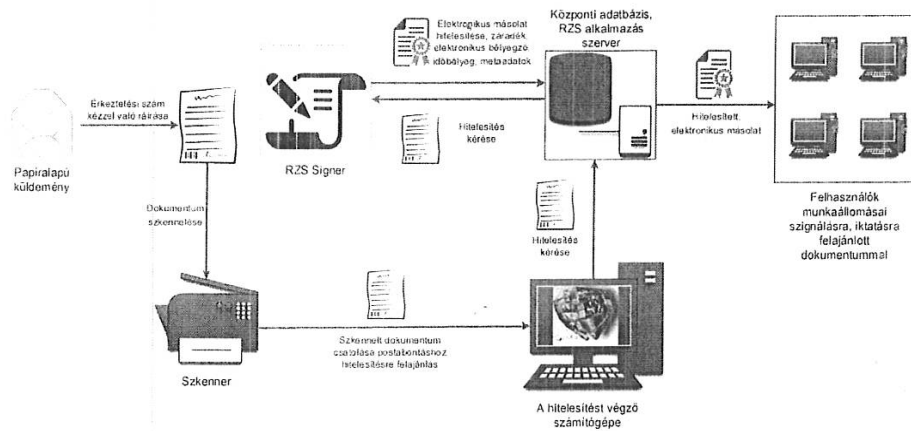 Papíralapú
küldemény
Érkeztetési szám
kézzel való ráírása
Dokumentum
szkennelése
Szkenner
Szkennelt dokumentum
csatolása postabontáshoz
hitelesítésre felajánlás
A hitelesítést végző
számítógépe
Hitelesítés
kérése
Központi adatbázis,
RZS alkalmazás
szerver
Hitelesítés
kérése
RZS Signer
Elektronikus másolat
hitelesítése, záradék,
elektronikus bélyegző,
időbélyeg, metaadatok
Hitelesített,
elektronikus másolat
Felhasználók
munkaállomásai
szignálásra, iktatásra
felajánlott
dokumentummal